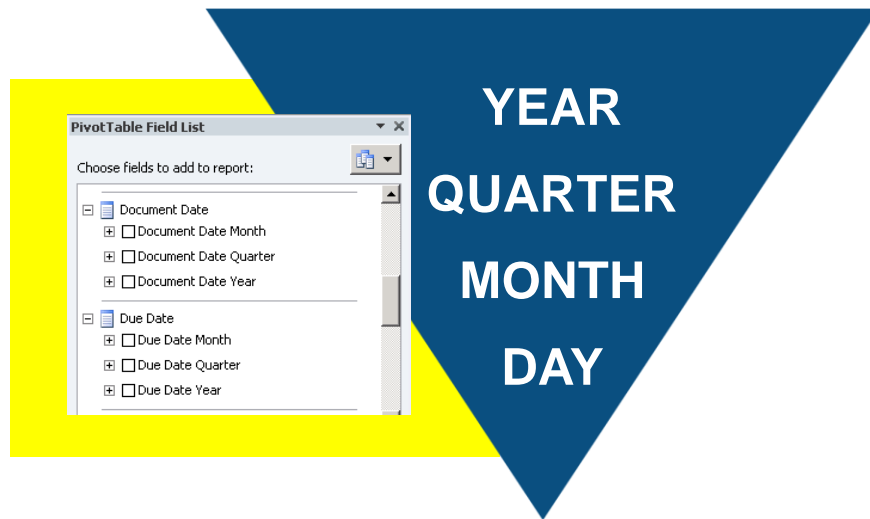 PivotTable Field List
Choose fields to add to report:
Document Date
Document Date Month
Document Date Quarter
Document Date Year
Due Date
Due Date Month
Due Date Quarter
Due Date Year
YEAR
QUARTER
MONTH
DAY